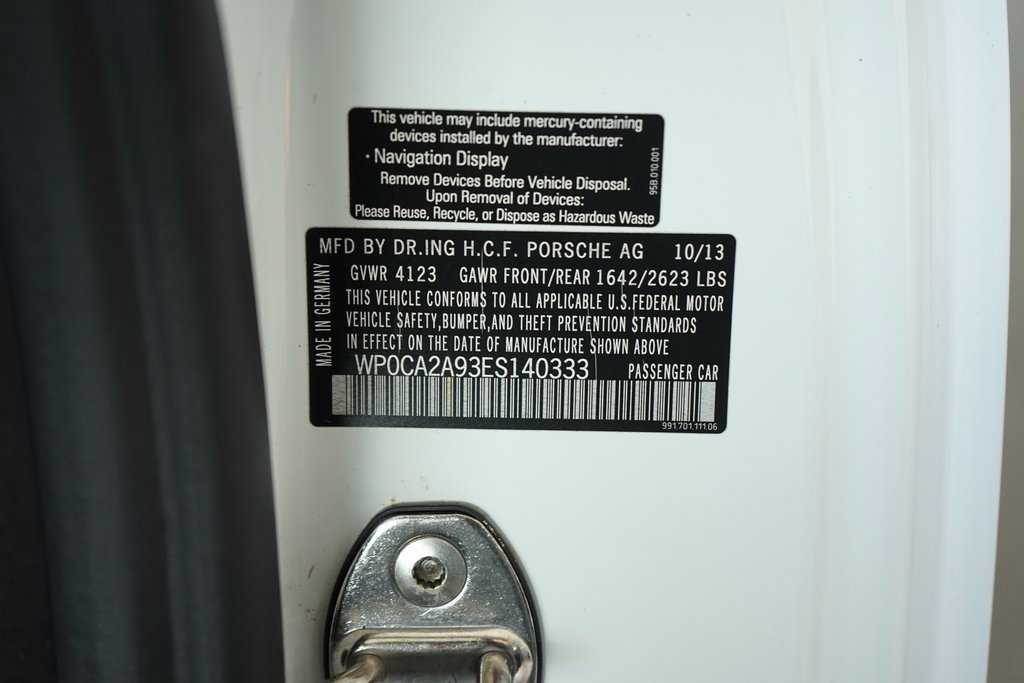 This vehicle may include mercury-containing
devices installed by the manufacturer:
· Navigation Display
Remove Devices Before Vehicle Disposal.
Upon Removal of Devices:
Please Reuse, Recycle, or Dispose as Hazardous Waste
95B.010.001
MFD BY DR.ING H.C.F. PORSCHE AG 10/13
GVWR 4123 GAWR FRONT/REAR 1642/2623 LBS
THIS VEHICLE CONFORMS TO ALL APPLICABLE U.S.FEDERAL MOTOR
VEHICLE SAFETY,BUMPER,AND THEFT PREVENTION STANDARDS
IN EFFECT ON THE DATE OF MANUFACTURE SHOWN ABOVE
WP0CA2A93ES140333 PASSENGER CAR
991.701.111.06
MADE IN GERMANY